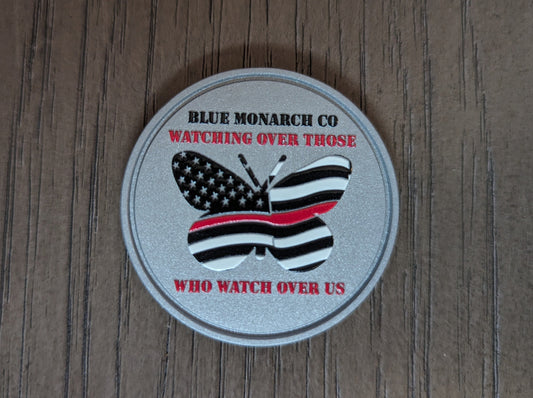 BLUE MONARCH CO
WATCHING OVER THOSE
WHO WATCH OVER US